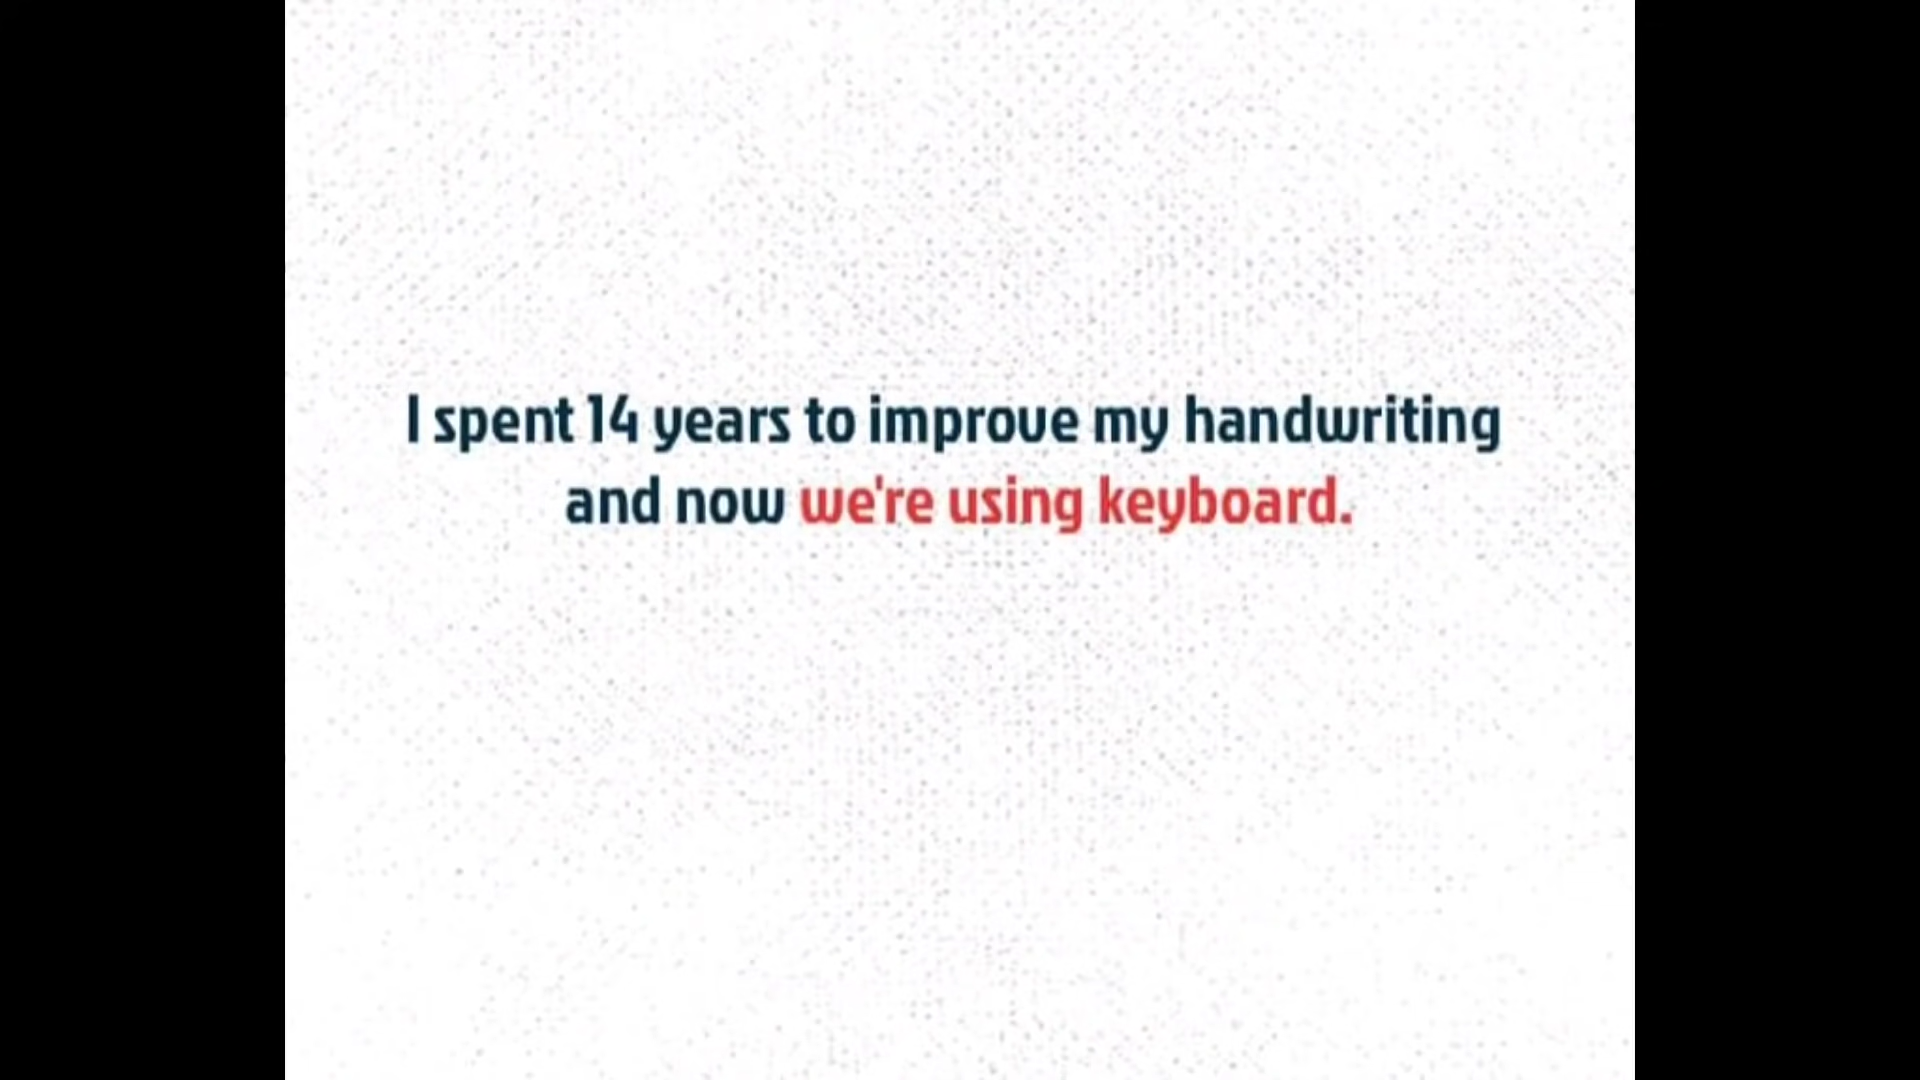 I spent 14 years to improve my handwriting
and now we're using keyboard.